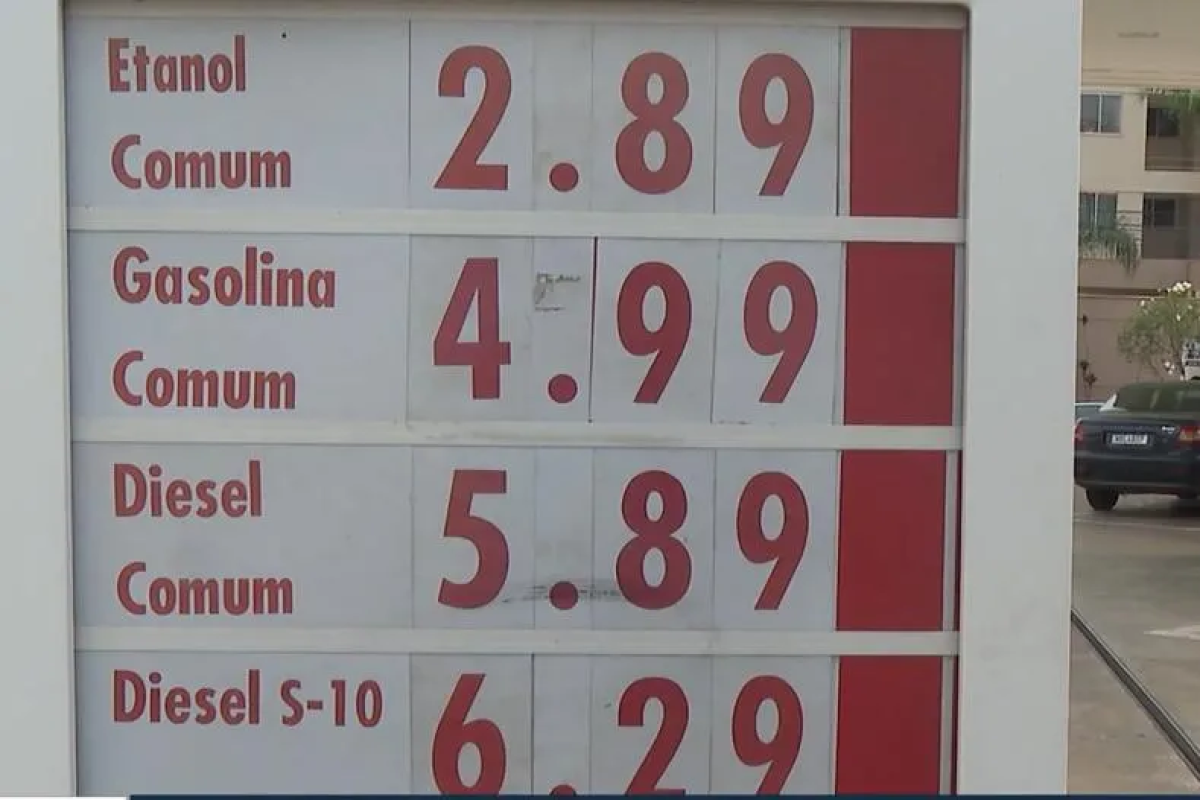 Etanol
Comum 2.89
Gasolina
Comum 4.99
Diesel
Comum 5.89
Diesel S-10 6.29